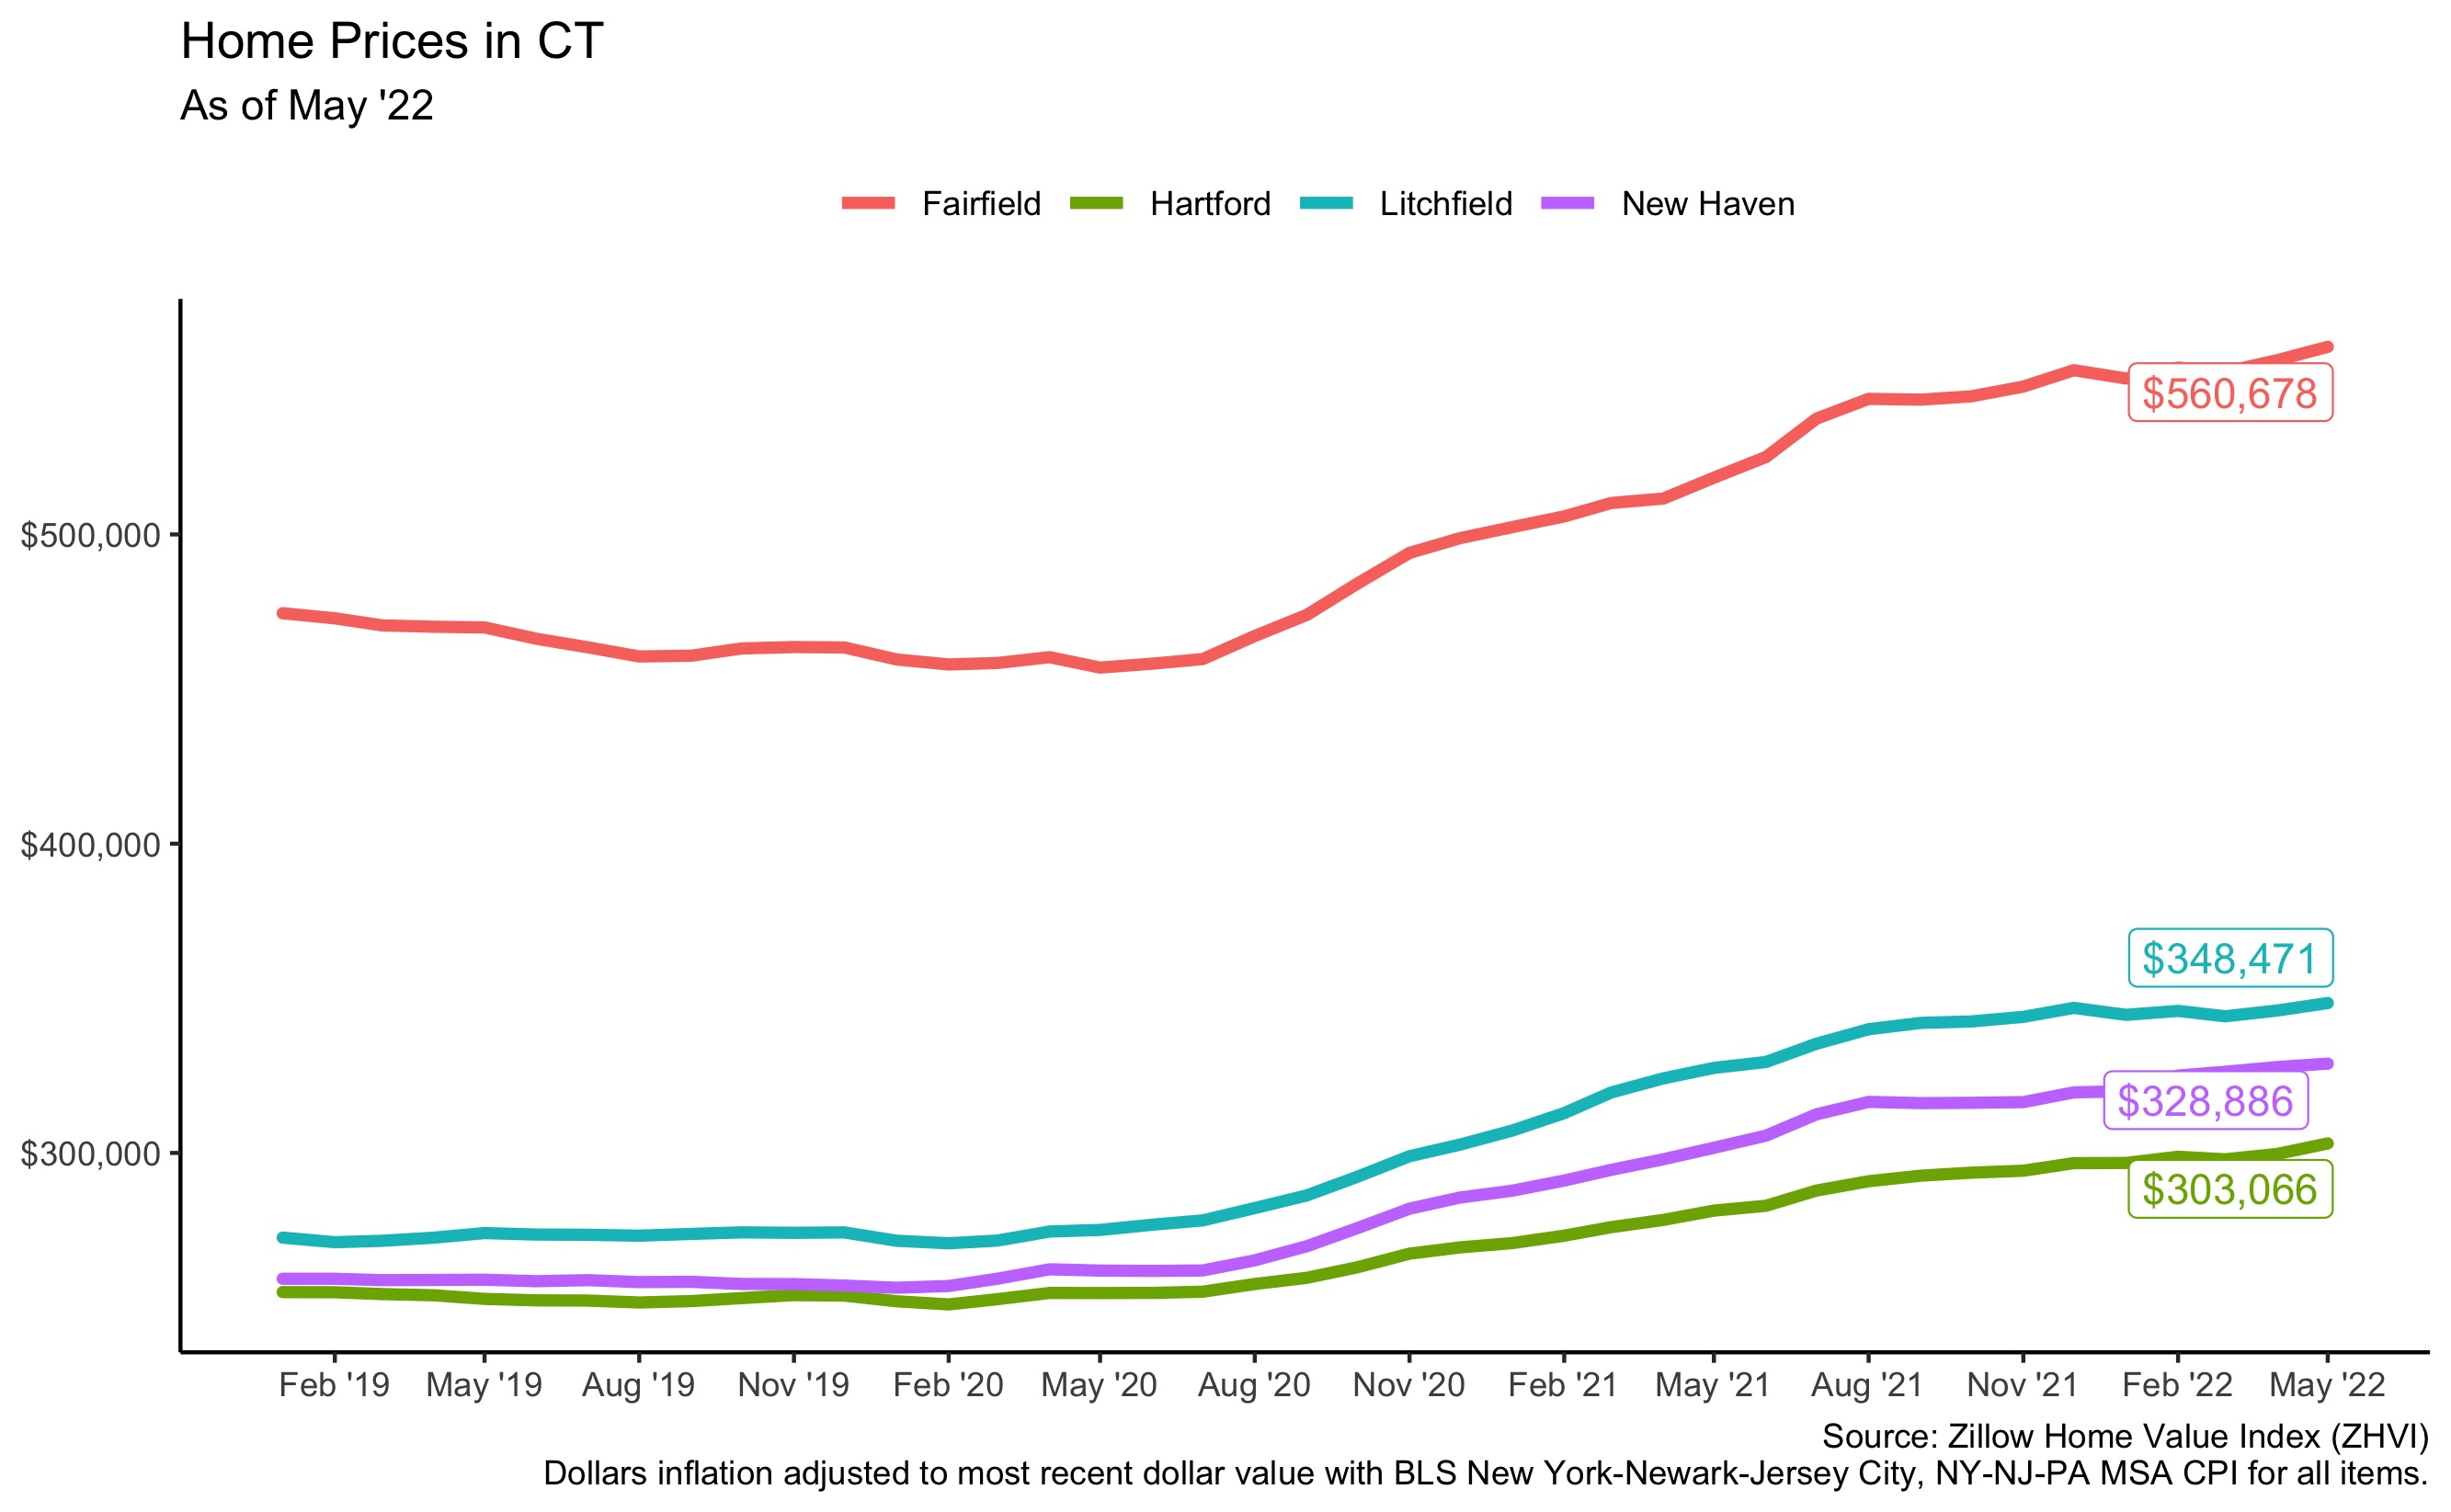 Home Prices in CT
As of May '22
Fairfield Hartford Litchfield New Haven
$560,678
$500,000
$400,000
$348,471
$328,886
$300,000
$303,066
Feb '19 May '19 Aug '19 Nov '19 Feb '20 May '20 Aug '20 Nov '20 Feb '21 May '21 Aug '21 Nov '21 Feb '22 May '22
Source: Zillow Home Value Index (ZHVI)
Dollars inflation adjusted to most recent dollar value with BLS New York-Newark-Jersey City, NY-NJ-PA MSA CPI for all items.